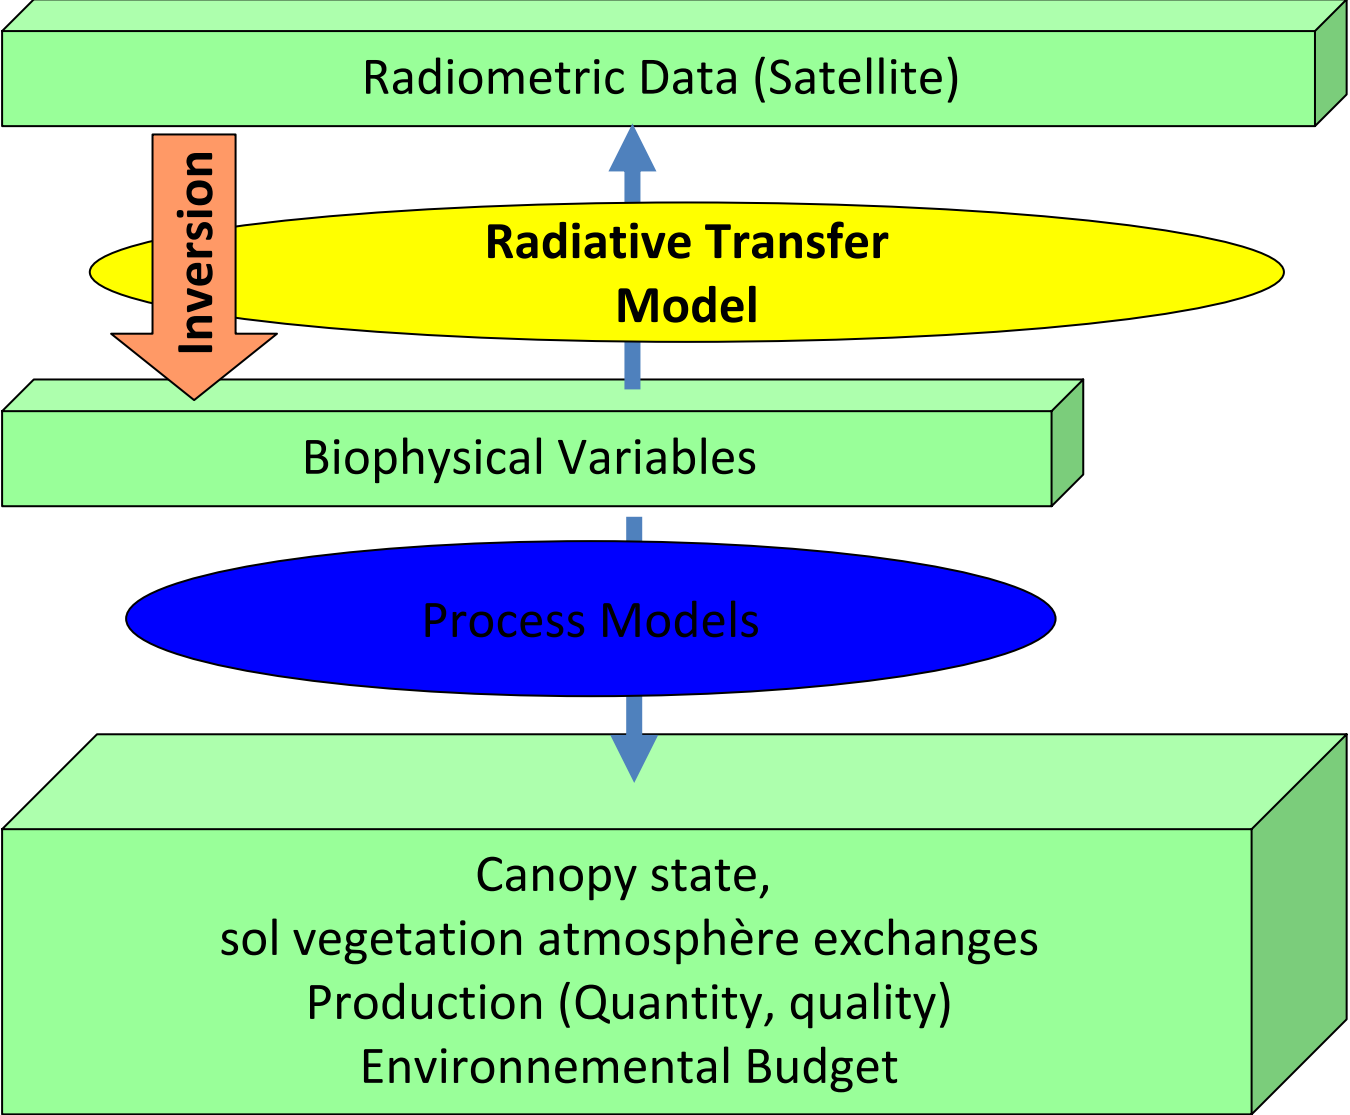 Radiometric Data (Satellite)
Inversion
Radiative Transfer
Model
Biophysical Variables
Process Models
Canopy state,
sol vegetation atmosphère exchanges
Production (Quantity, quality)
Environnemental Budget